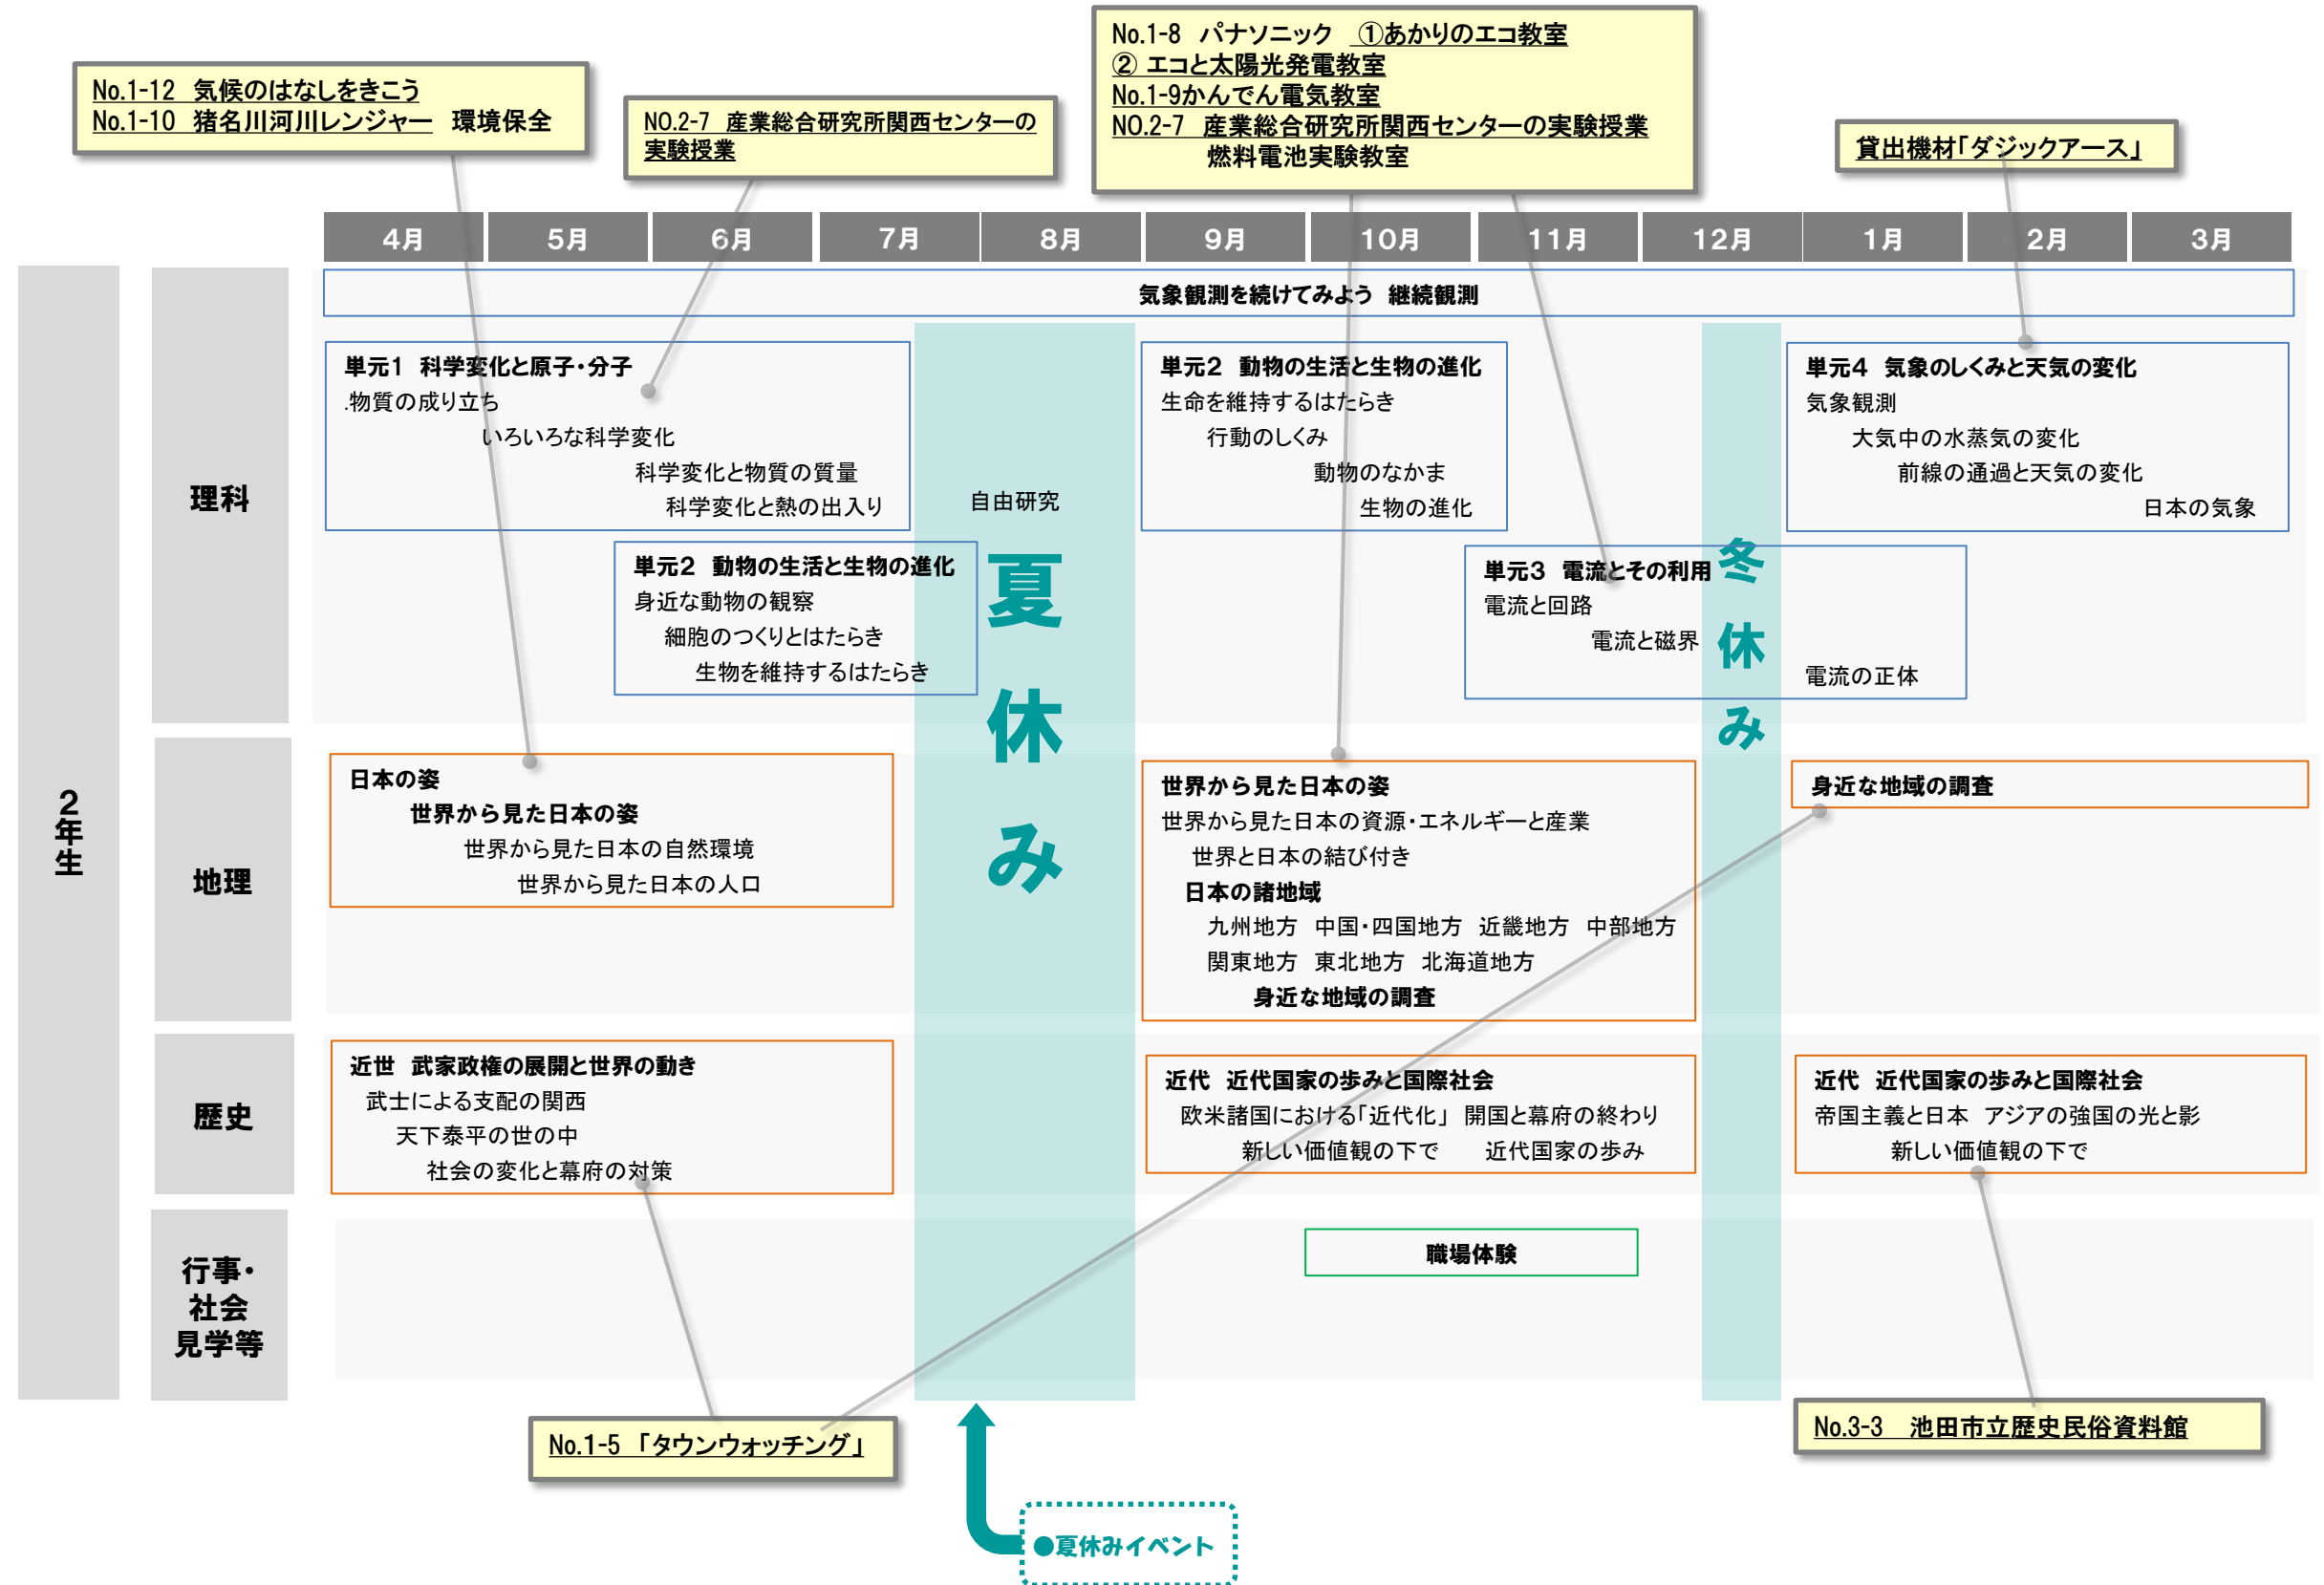 No.1-12　気候のはなしをきこう
No.1-10　猪名川河川レンジャー　環境保全
NO.2-7　産業総合研究所関西センターの
実験授業
No.1-8　パナソニック　①あかりのエコ教室
② エコと太陽光発電教室
No.1-9かんでん電気教室
NO.2-7　産業総合研究所関西センターの実験授業
燃料電池実験教室
貸出機材「ダジックアース」
4月　5月　6月　7月　8月　9月　10月　11月　12月　1月　2月　3月
2年生
理科
気象観測を続けてみよう　継続観測
単元1　科学変化と原子・分子
.物質の成り立ち
いろいろな科学変化
科学変化と物質の質量
科学変化と熱の出入り
単元2　動物の生活と生物の進化
身近な動物の観察
細胞のつくりとはたらき
生物を維持するはたらき
自由研究
夏休み
単元2　動物の生活と生物の進化
生命を維持するはたらき
行動のしくみ
動物のなかま
生物の進化
単元3　電流とその利用
電流と回路
電流と磁界
電流の正体
冬休み
単元4　気象のしくみと天気の変化
気象観測
大気中の水蒸気の変化
前線の通過と天気の変化
日本の気象
地理
日本の姿
世界から見た日本の姿
世界から見た日本の自然環境
世界から見た日本の人口
世界から見た日本の姿
世界から見た日本の資源・エネルギーと産業
世界と日本の結び付き
日本の諸地域
九州地方　中国・四国地方　近畿地方　中部地方
関東地方　東北地方　北海道地方
身近な地域の調査
身近な地域の調査
歴史
近世　武家政権の展開と世界の動き
武士による支配の関西
天下泰平の世の中
社会の変化と幕府の対策
近代　近代国家の歩みと国際社会
欧米諸国における「近代化」　開国と幕府の終わり
新しい価値観の下で　　近代国家の歩み
近代　近代国家の歩みと国際社会
帝国主義と日本　アジアの強国の光と影
新しい価値観の下で
行事・
社会
見学等
職場体験
No.1-5　「タウンウォッチング」
No.3-3　池田市立歴史民俗資料館
●夏休みイベント